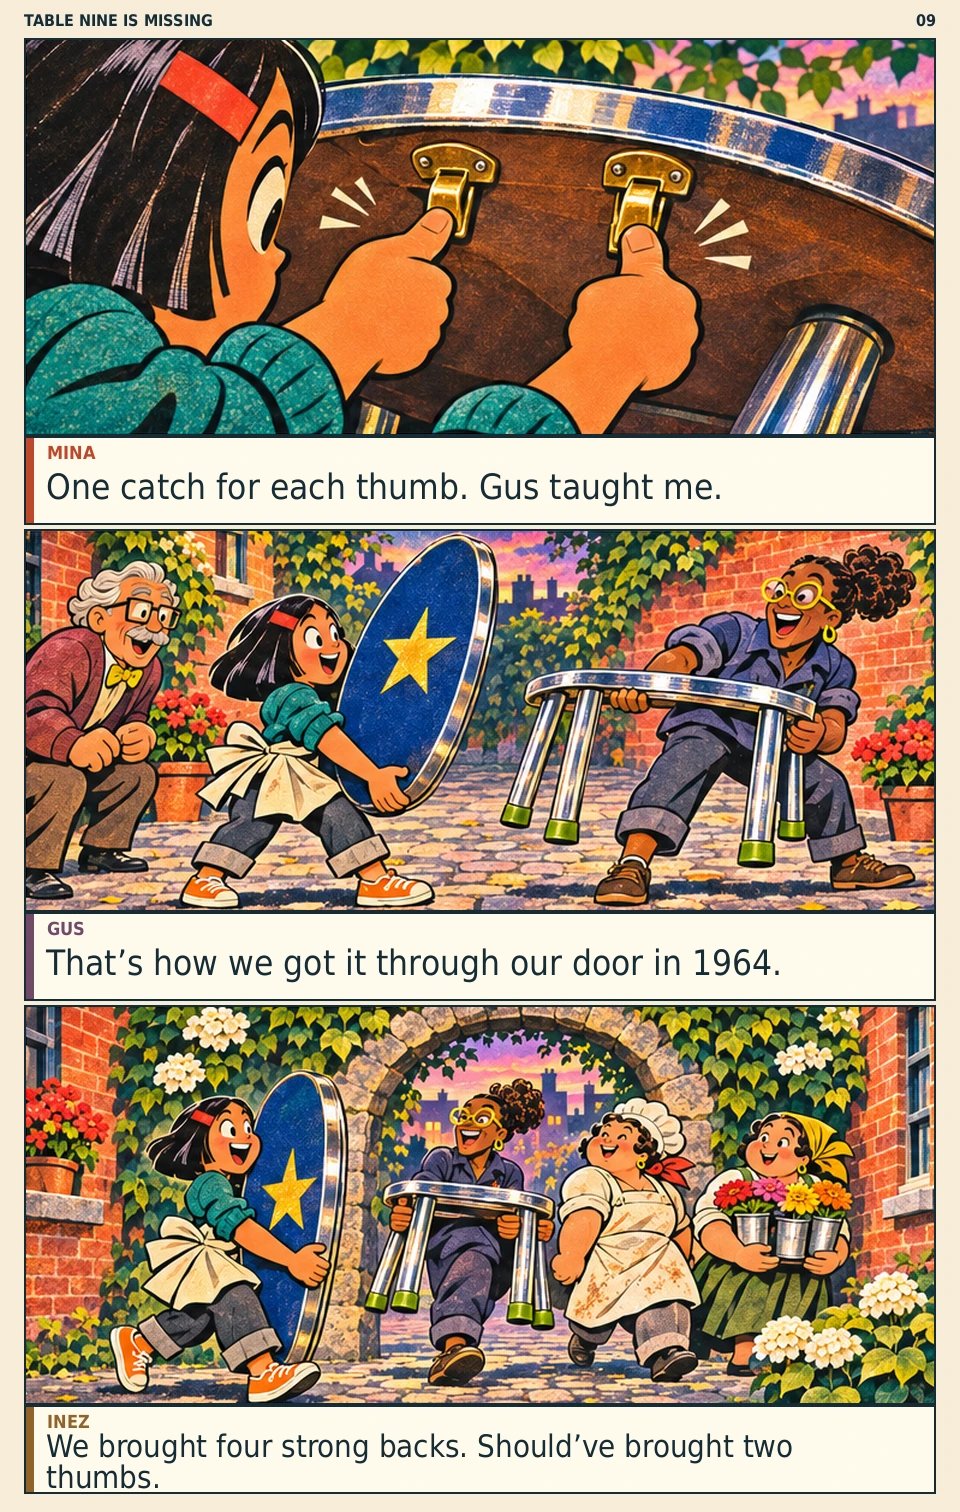 TABLE NINE IS MISSING
09
MINA
One catch for each thumb. Gus taught me.
GUS
That’s how we got it through our door in 1964.
INEZ
We brought four strong backs. Should’ve brought two
thumbs.